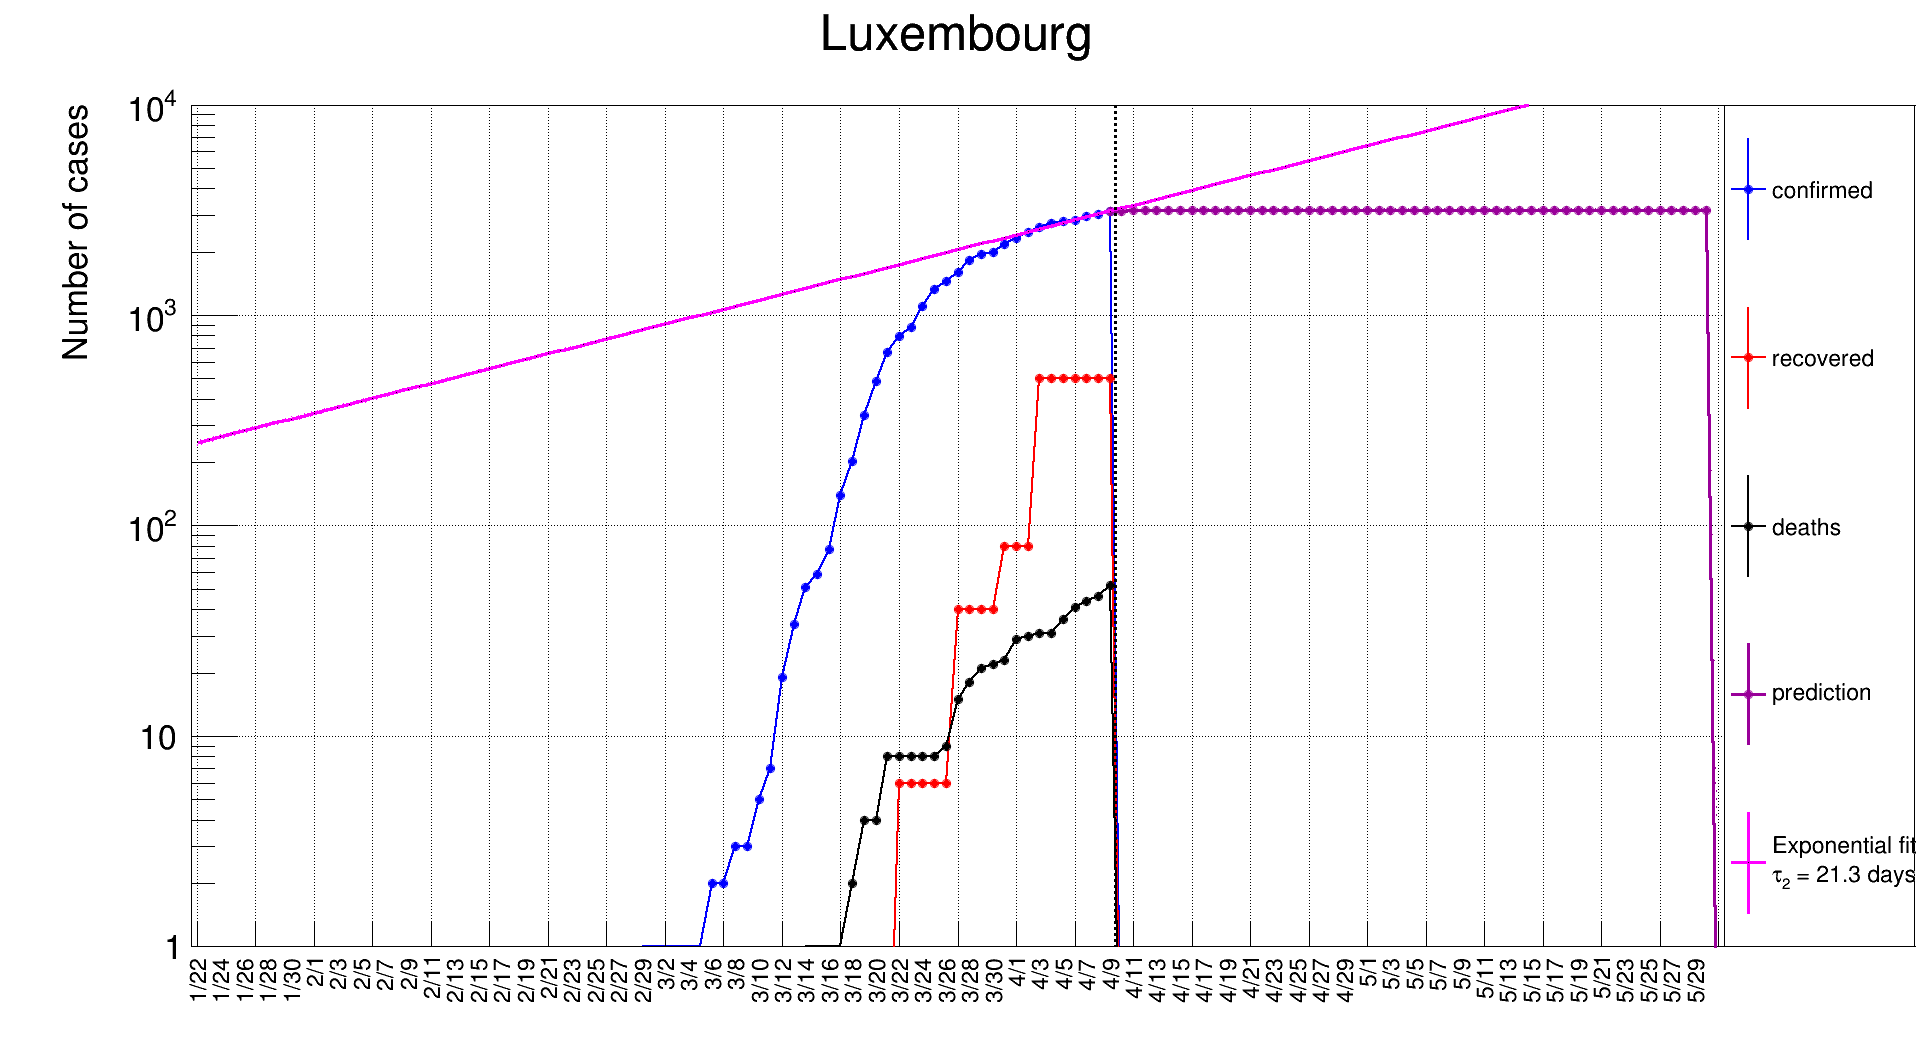 Luxembourg
Number of cases
10^4
10^3
10^2
10
1
1/22 1/24 1/26 1/28 1/30 2/1 2/3 2/5 2/7 2/9 2/11 2/13 2/15 2/17 2/19 2/21 2/23 2/25 2/27 2/29 3/2 3/4 3/6 3/8 3/10 3/12 3/14 3/16 3/18 3/20 3/22 3/24 3/26 3/28 3/30 4/1 4/3 4/5 4/7 4/9 4/11 4/13 4/15 4/17 4/19 4/21 4/23 4/25 4/27 4/29 5/1 5/3 5/5 5/7 5/9 5/11 5/13 5/15 5/17 5/19 5/21 5/23 5/25 5/27 5/29
confirmed
recovered
deaths
prediction
Exponential fit
τ₂ = 21.3 days